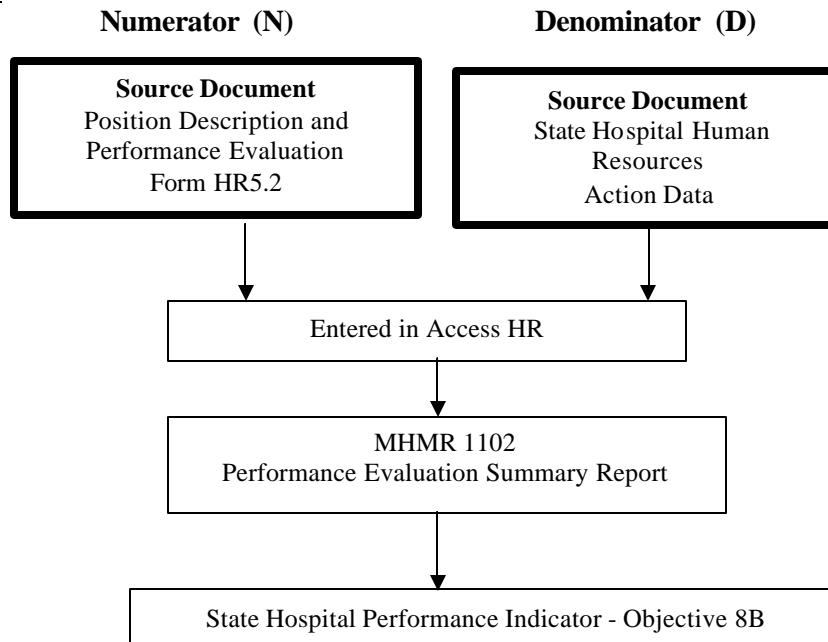 Numerator (N)
Denominator (D)
Source Document
Position Description and
Performance Evaluation
Form HR5.2
Source Document
State Hospital Human
Resources
Action Data
Entered in Access HR
MHMR 1102
Performance Evaluation Summary Report
State Hospital Performance Indicator - Objective 8B